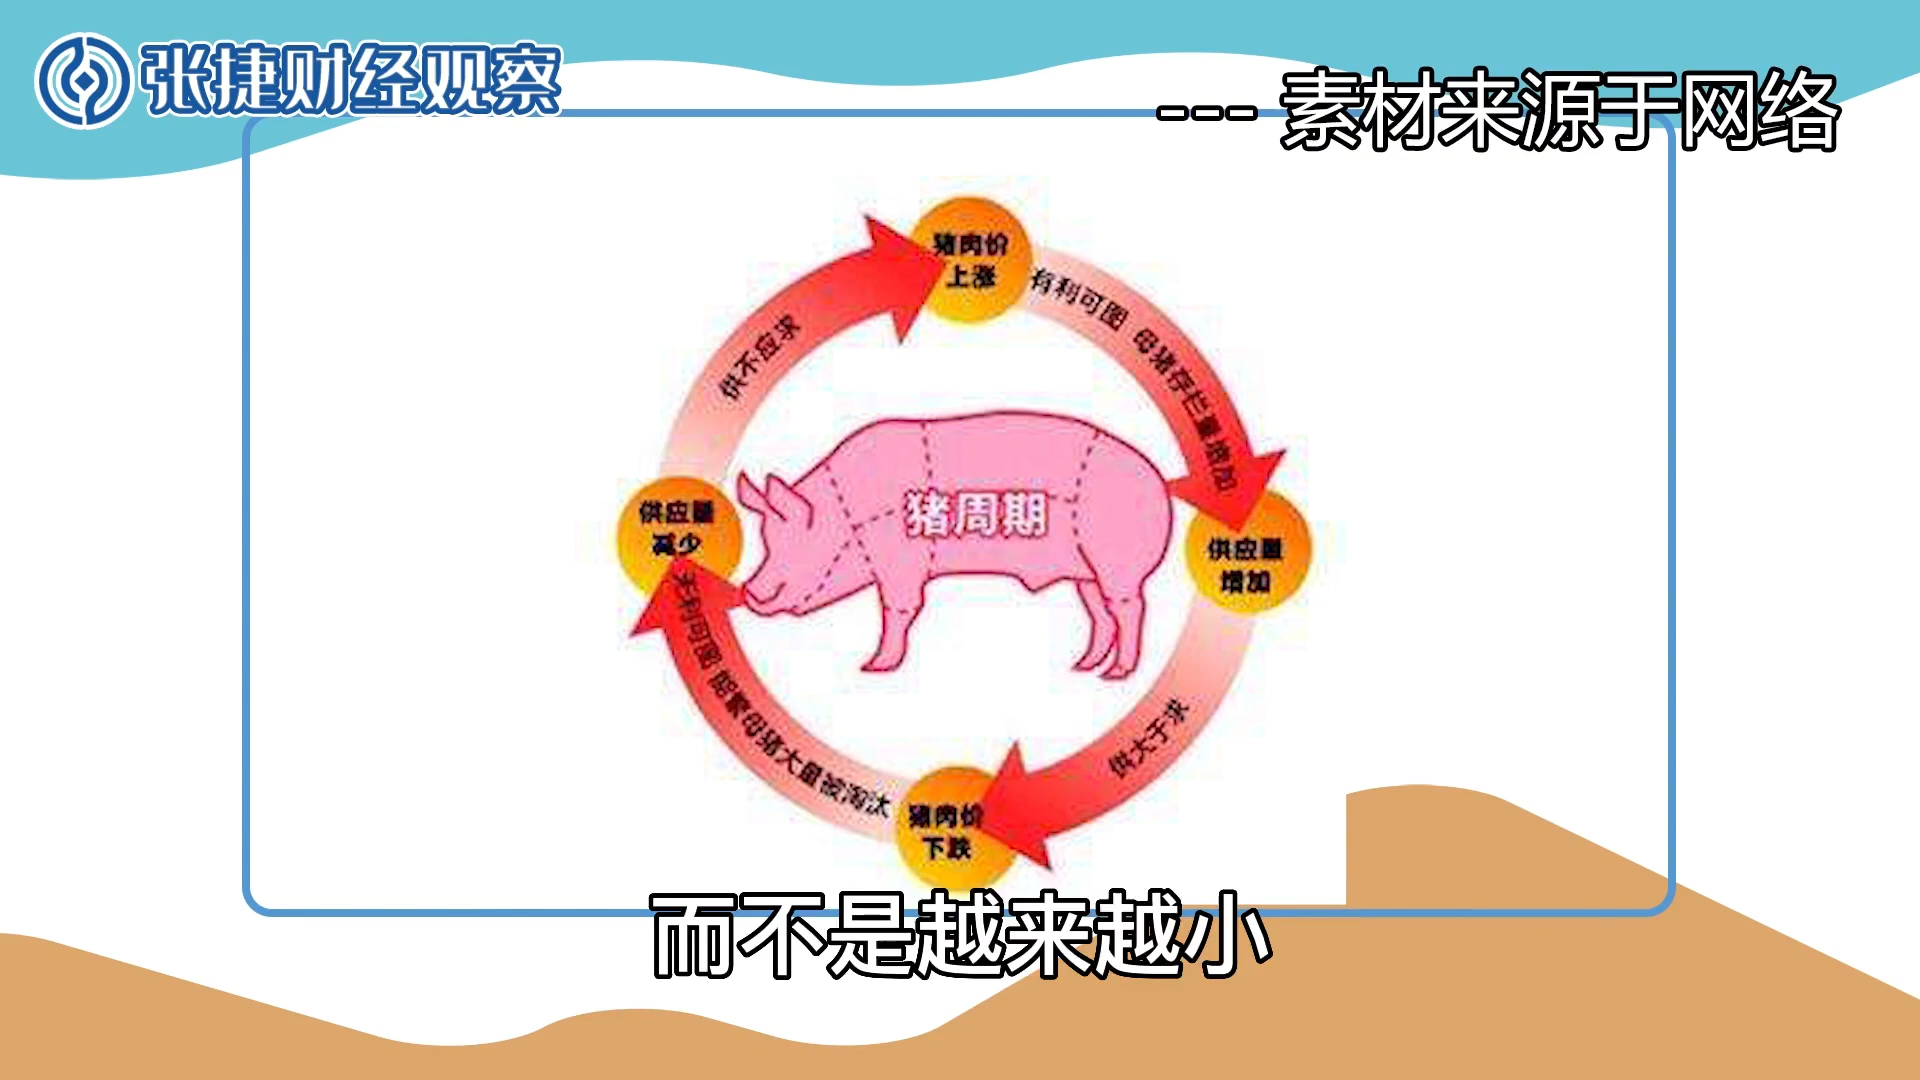 张捷财经观察
--- 素材来源于网络
猪肉价
上涨
有利可图 母猪存栏量增加
供应量
增加
供大于求
猪肉价
下跌
无利可图 能繁母猪大量被淘汰
供应量
减少
供不应求
猪周期
而不是越来越小